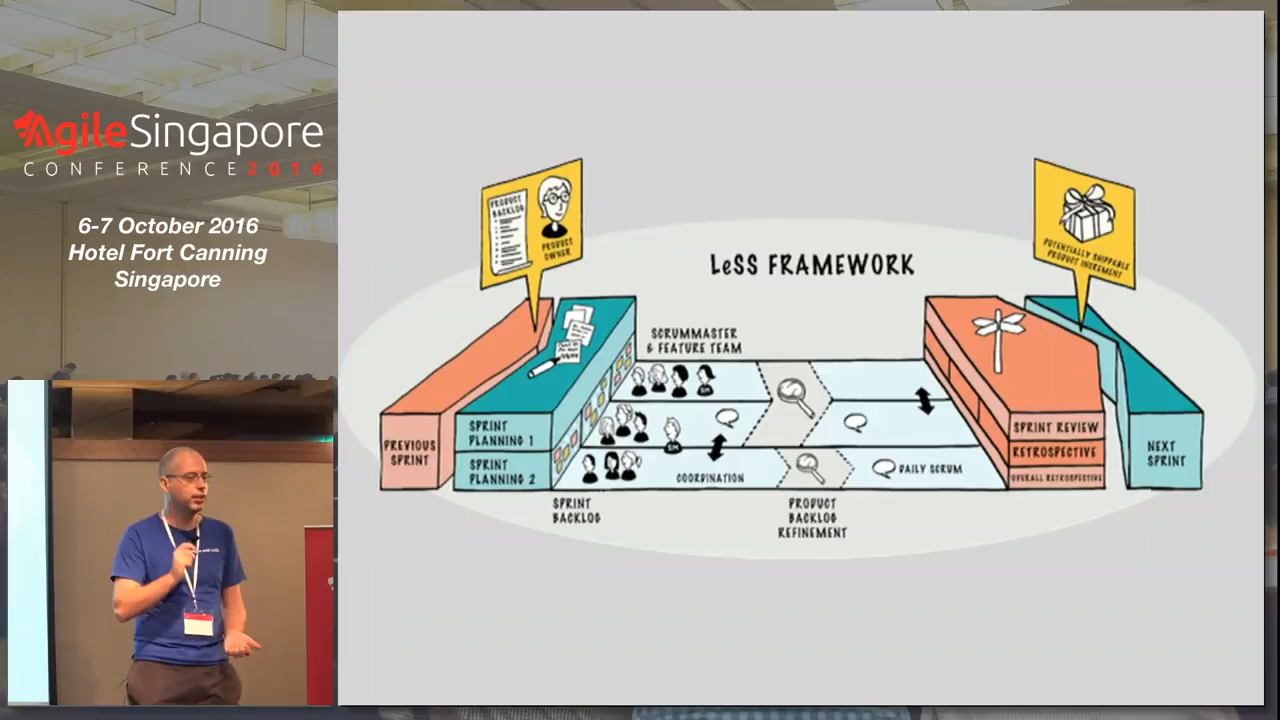 AgileSingapore
CONFERENCE 2016
6-7 October 2016
Hotel Fort Canning
Singapore
PRODUCT
BACKLOG
PRODUCT
OWNER
POTENTIALLY SHIPPABLE
PRODUCT INCREMENT
LeSS FRAMEWORK
SCRUMMASTER
& FEATURE TEAM
SM
SPRINT
PLANNING 1
SPRINT
PLANNING 2
PREVIOUS
SPRINT
SM
COORDINATION
DAILY SCRUM
SPRINT REVIEW
RETROSPECTIVE
OVERALL RETROSPECTIVE
NEXT
SPRINT
SPRINT
BACKLOG
PRODUCT
BACKLOG
REFINEMENT